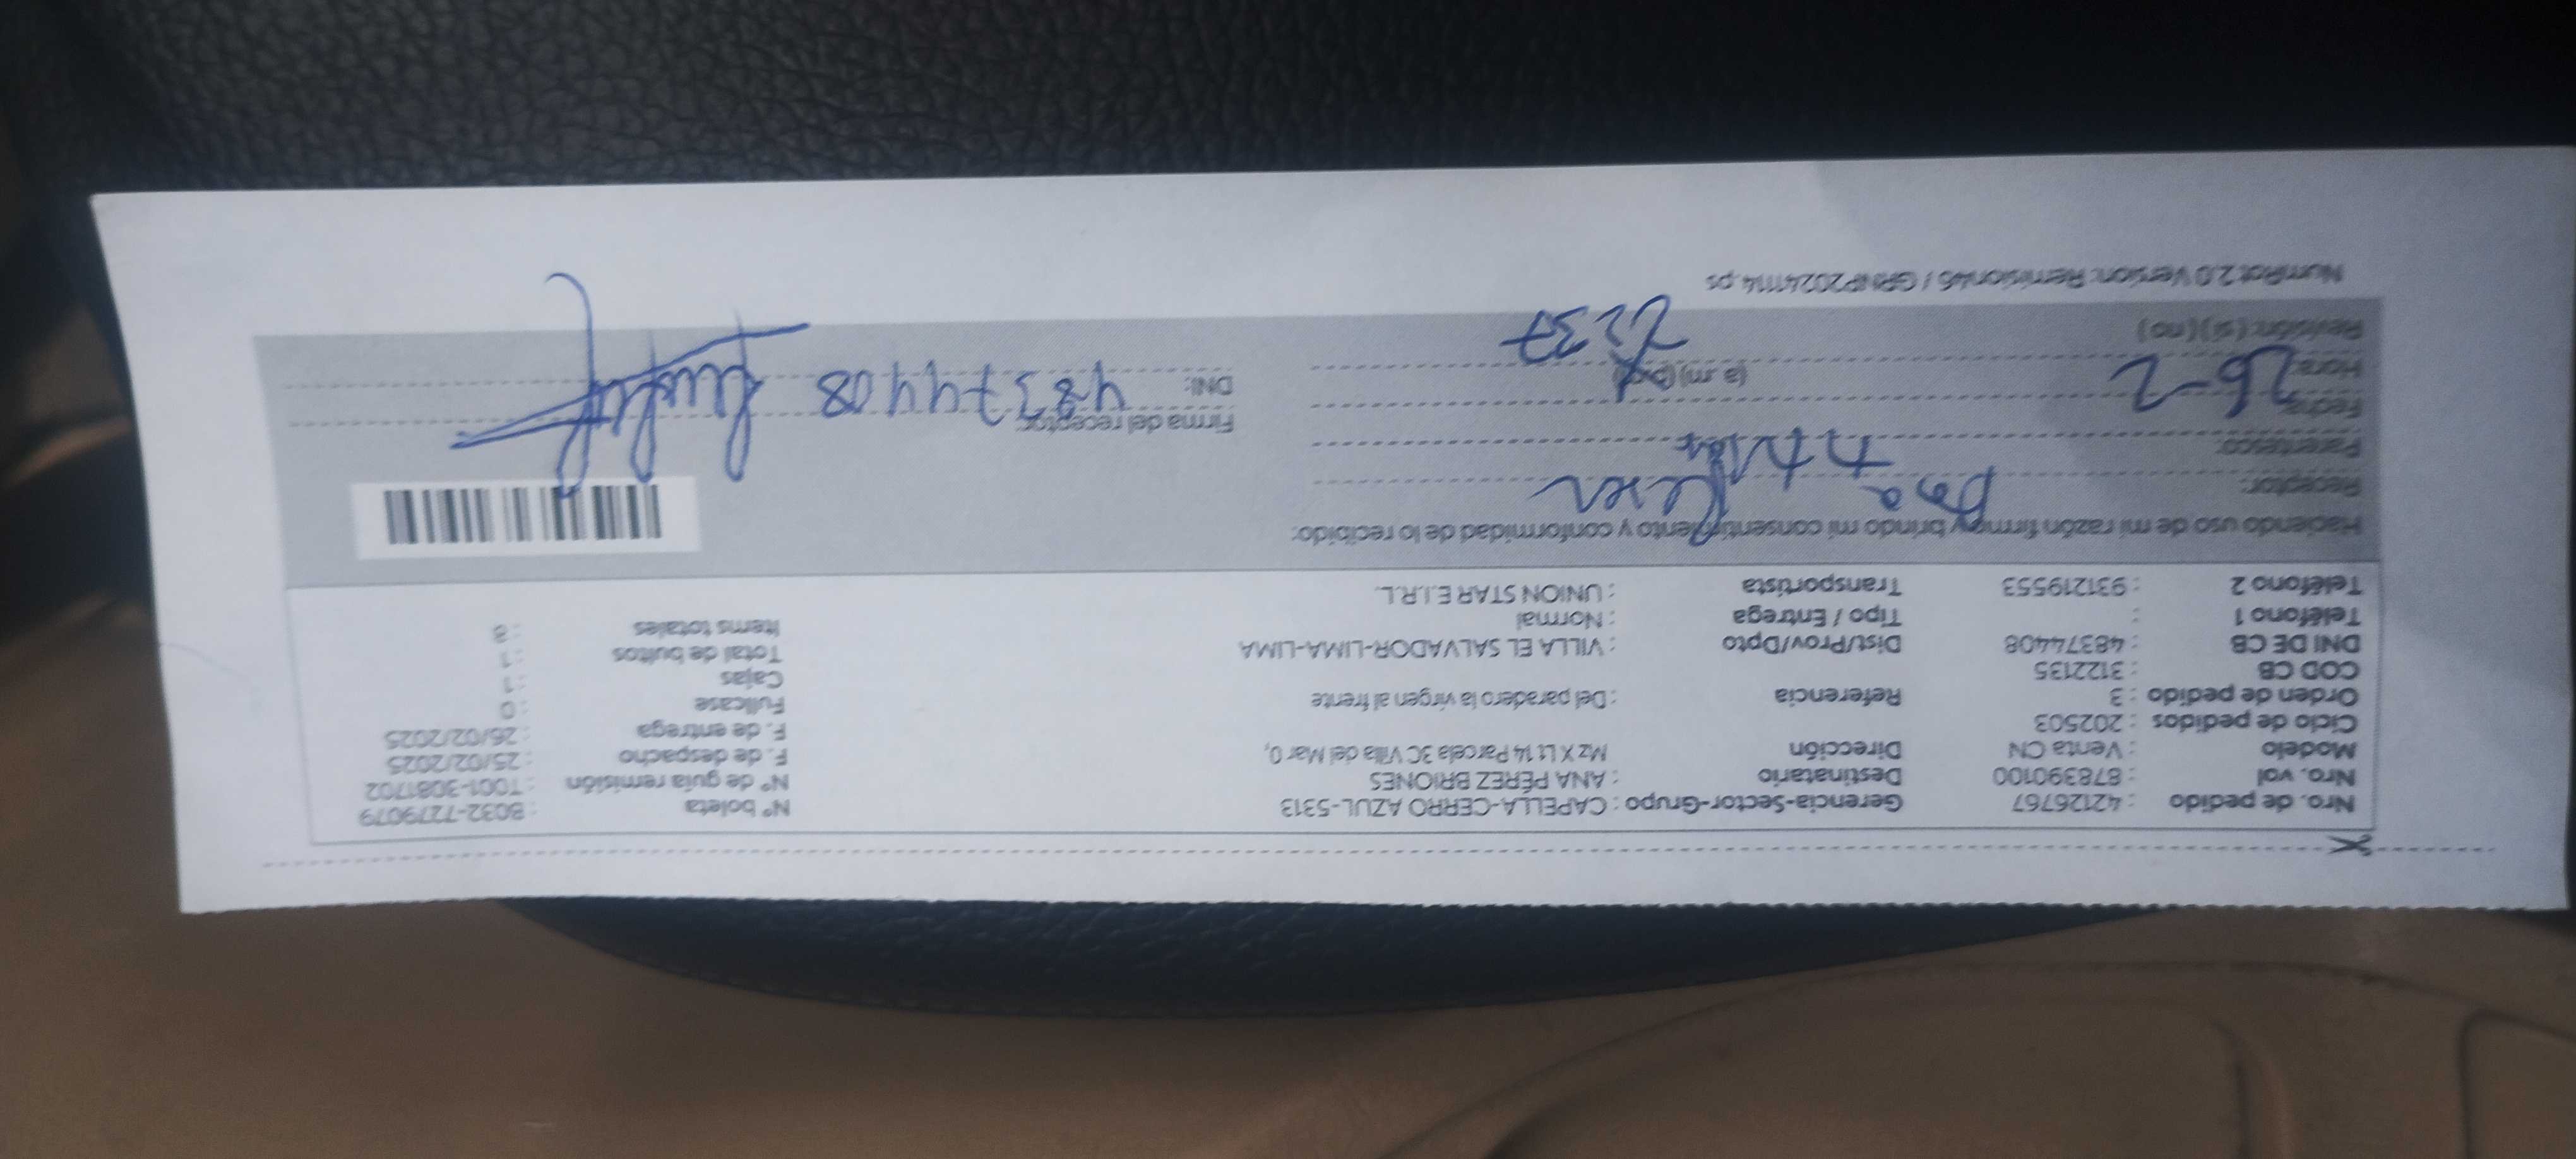 Nro. de pedido : 42126767 Gerencia-Sector-Grupo : CAPELLA-CERRO AZUL-5313 N° boleta : B032-7279079
Nro. vol : 878390100 Destinatario : ANA PÉREZ BRIONES N° de guía remisión : T001-3081702
Modelo : Venta CN Dirección Mz X Lt 14 Parcela 3C Villa del Mar 0, F. de despacho : 25/02/2025
Ciclo de pedidos : 202503 F. de entrega : 26/02/2025
Orden de pedido : 3 Referencia : Del paradero la virgen al frente Fullcase : 0
COD CB : 3122135 Cajas : 1
DNI DE CB : 48374408 Dist/Prov/Dpto : VILLA EL SALVADOR-LIMA-LIMA Total de bultos : 1
Teléfono 1 : Tipo / Entrega : Normal Items totales : 8
Teléfono 2 : 931219553 Transportista : UNION STAR E.I.R.L.
Haciendo uso de mi razón firmo y brindo mi consentimiento y conformidad de lo recibido:
Receptor:
Parentesco:
Fecha: 26-2 Firma del receptor:
Hora: (a.m) DNI: 48374408
Revisión: ( si ) ( no )
NumRot 2.0 Version: Remision46 / GRNP20241114.ps